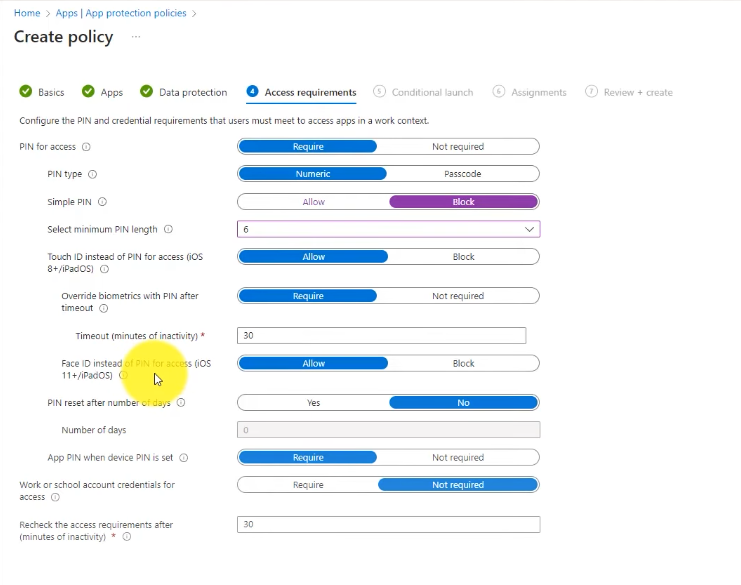 Home > Apps | App protection policies >
Create policy ...
Basics Apps Data protection 4 Access requirements 5 Conditional launch 6 Assignments 7 Review + create
Configure the PIN and credential requirements that users must meet to access apps in a work context.
PIN for access Require Not required
PIN type Numeric Passcode
Simple PIN Allow Block
Select minimum PIN length 6
Touch ID instead of PIN for access (iOS
8+/iPadOS) Allow Block
Override biometrics with PIN after
timeout Require Not required
Timeout (minutes of inactivity) * 30
Face ID instead of PIN for access (iOS
11+/iPadOS) Allow Block
PIN reset after number of days Yes No
Number of days 0
App PIN when device PIN is set Require Not required
Work or school account credentials for
access Require Not required
Recheck the access requirements after
(minutes of inactivity) * 30